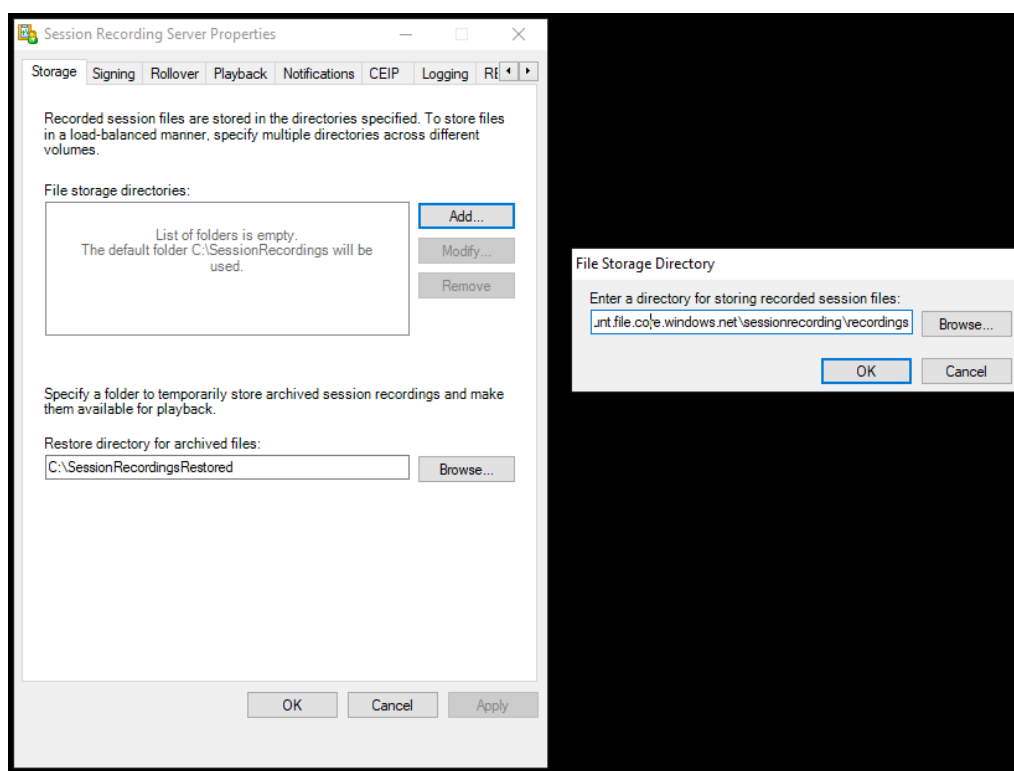 Session Recording Server Properties
Storage Signing Rollover Playback Notifications CEIP Logging
Recorded session files are stored in the directories specified. To store files
in a load-balanced manner, specify multiple directories across different
volumes.
File storage directories:
List of folders is empty.
The default folder C:\SessionRecordings will be
used.
Add...
Modify...
Remove
Specify a folder to temporarily store archived session recordings and make
them available for playback.
Restore directory for archived files:
C:\SessionRecordingsRestored
Browse...
OK Cancel Apply
File Storage Directory
Enter a directory for storing recorded session files:
.file.core.windows.net\sessionrecording\recordings
Browse...
OK Cancel